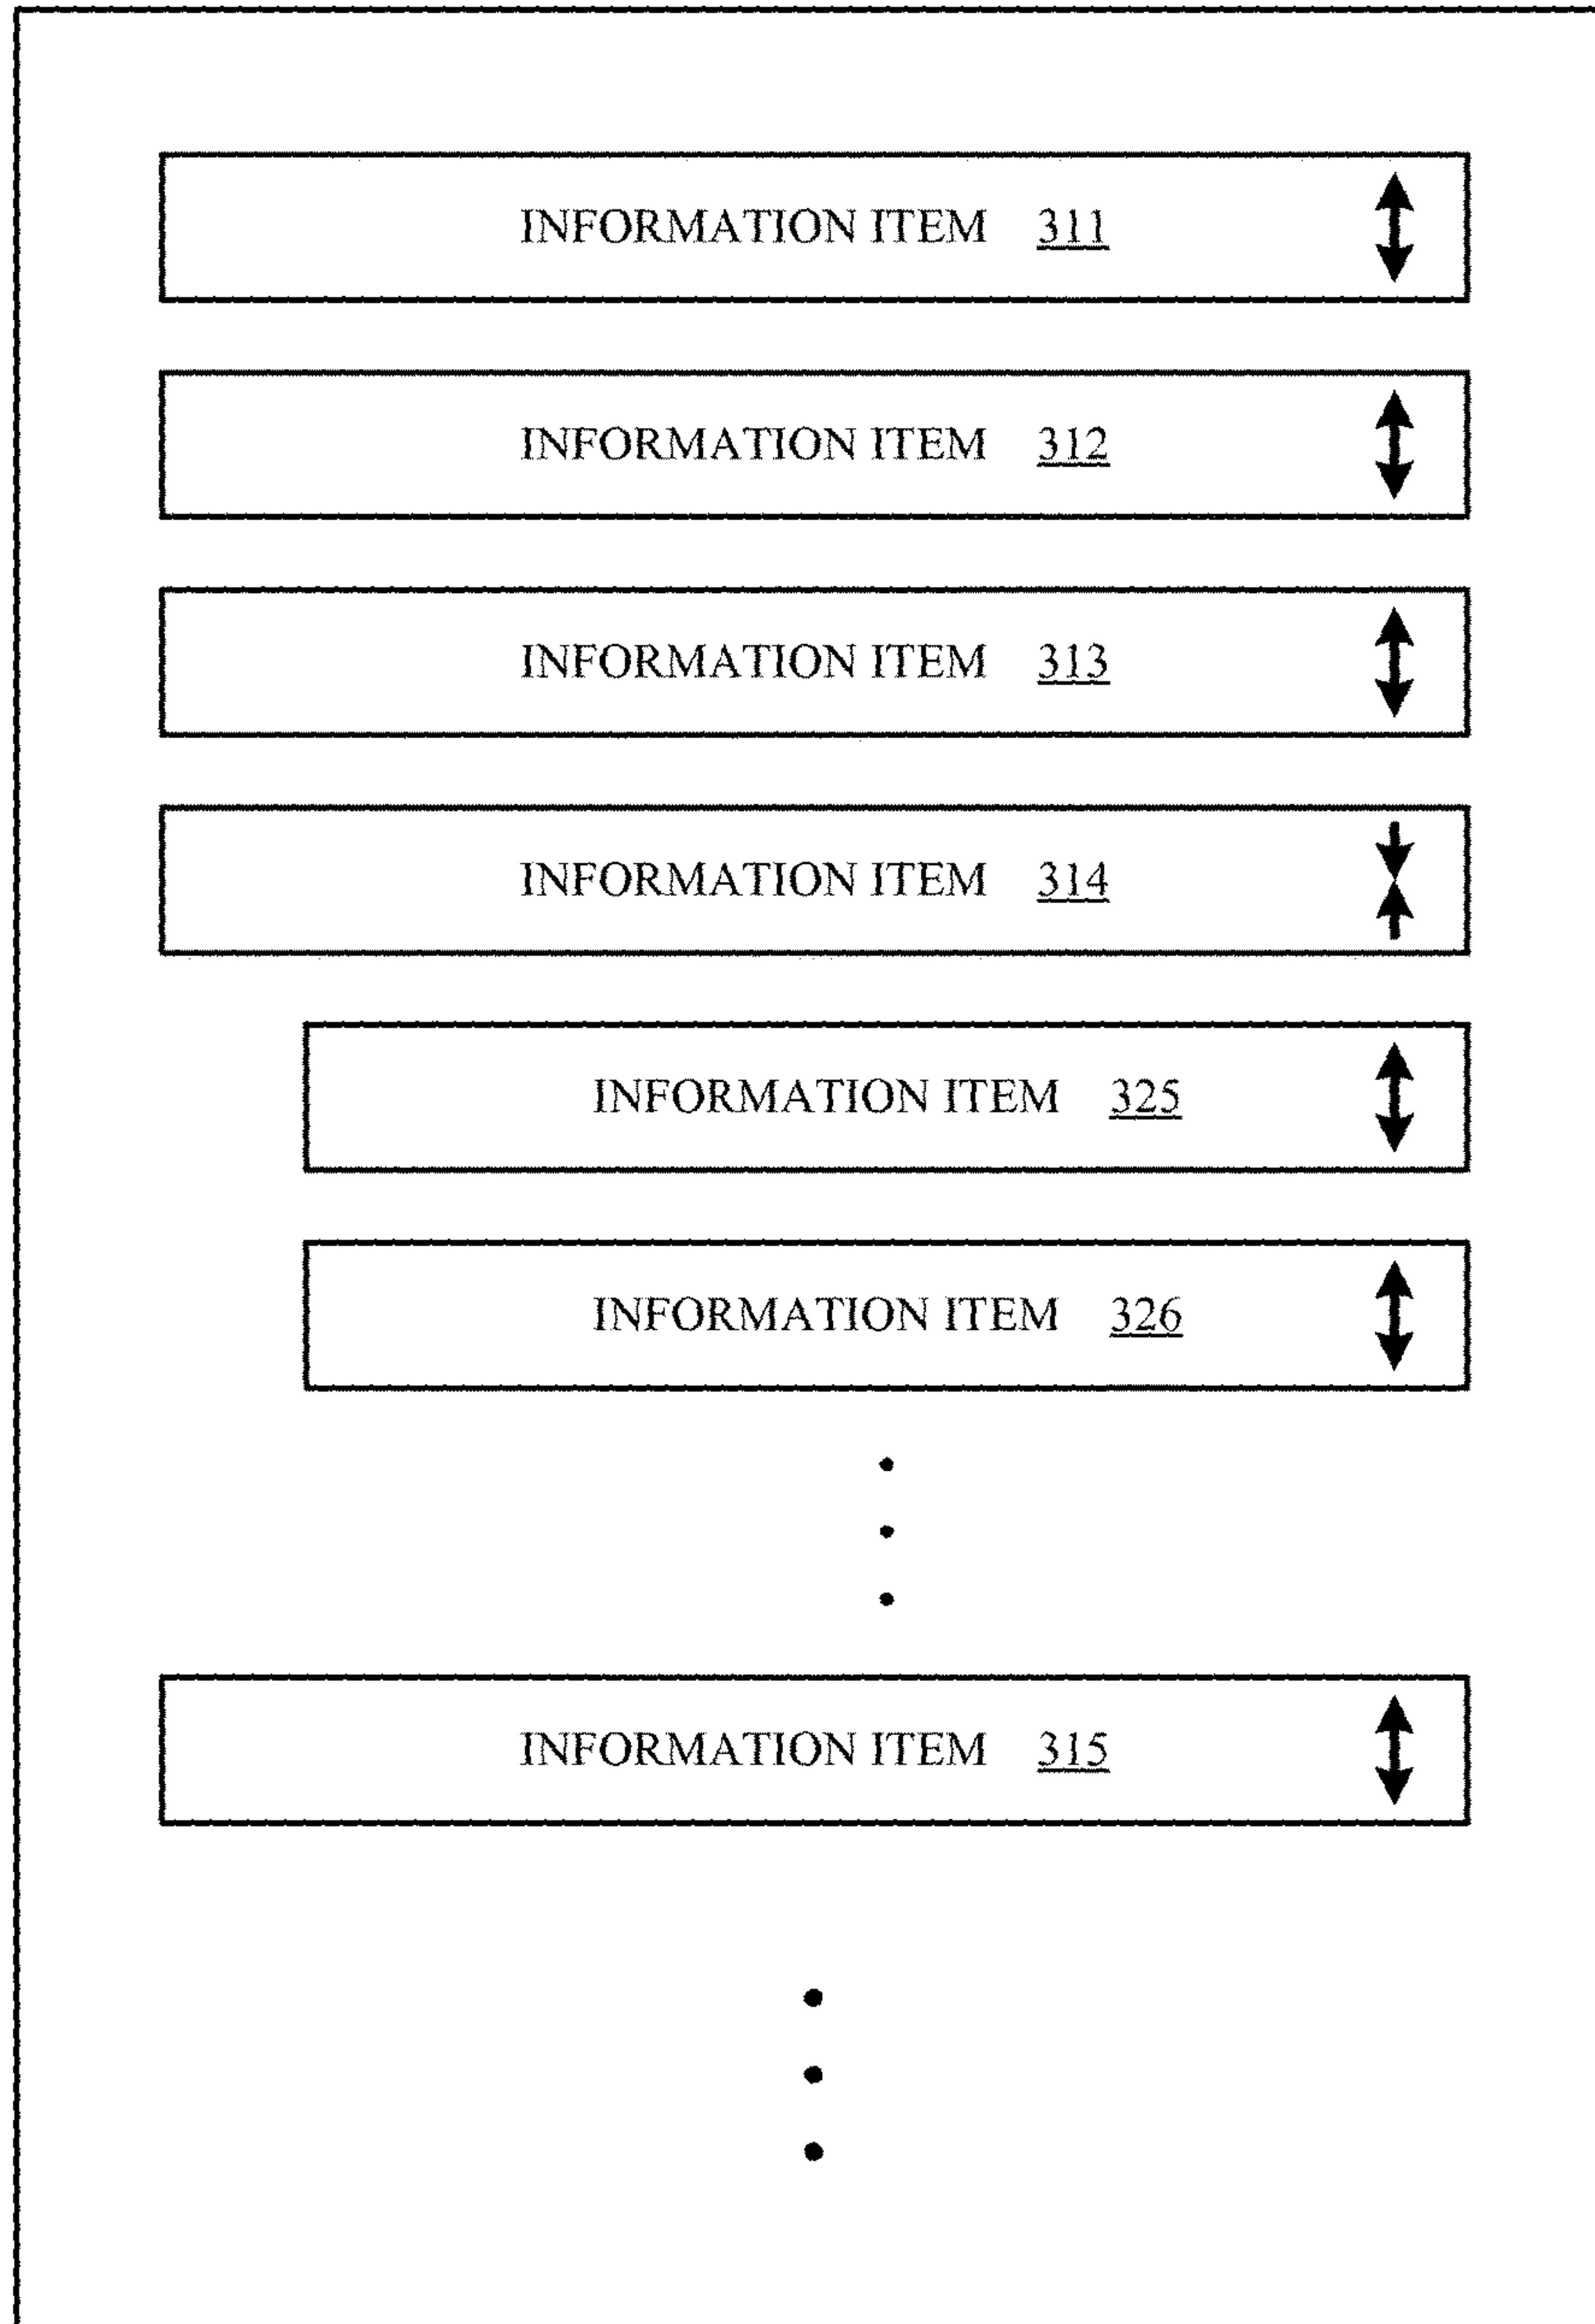 INFORMATION ITEM 311
INFORMATION ITEM 312
INFORMATION ITEM 313
INFORMATION ITEM 314
INFORMATION ITEM 325
INFORMATION ITEM 326
INFORMATION ITEM 315